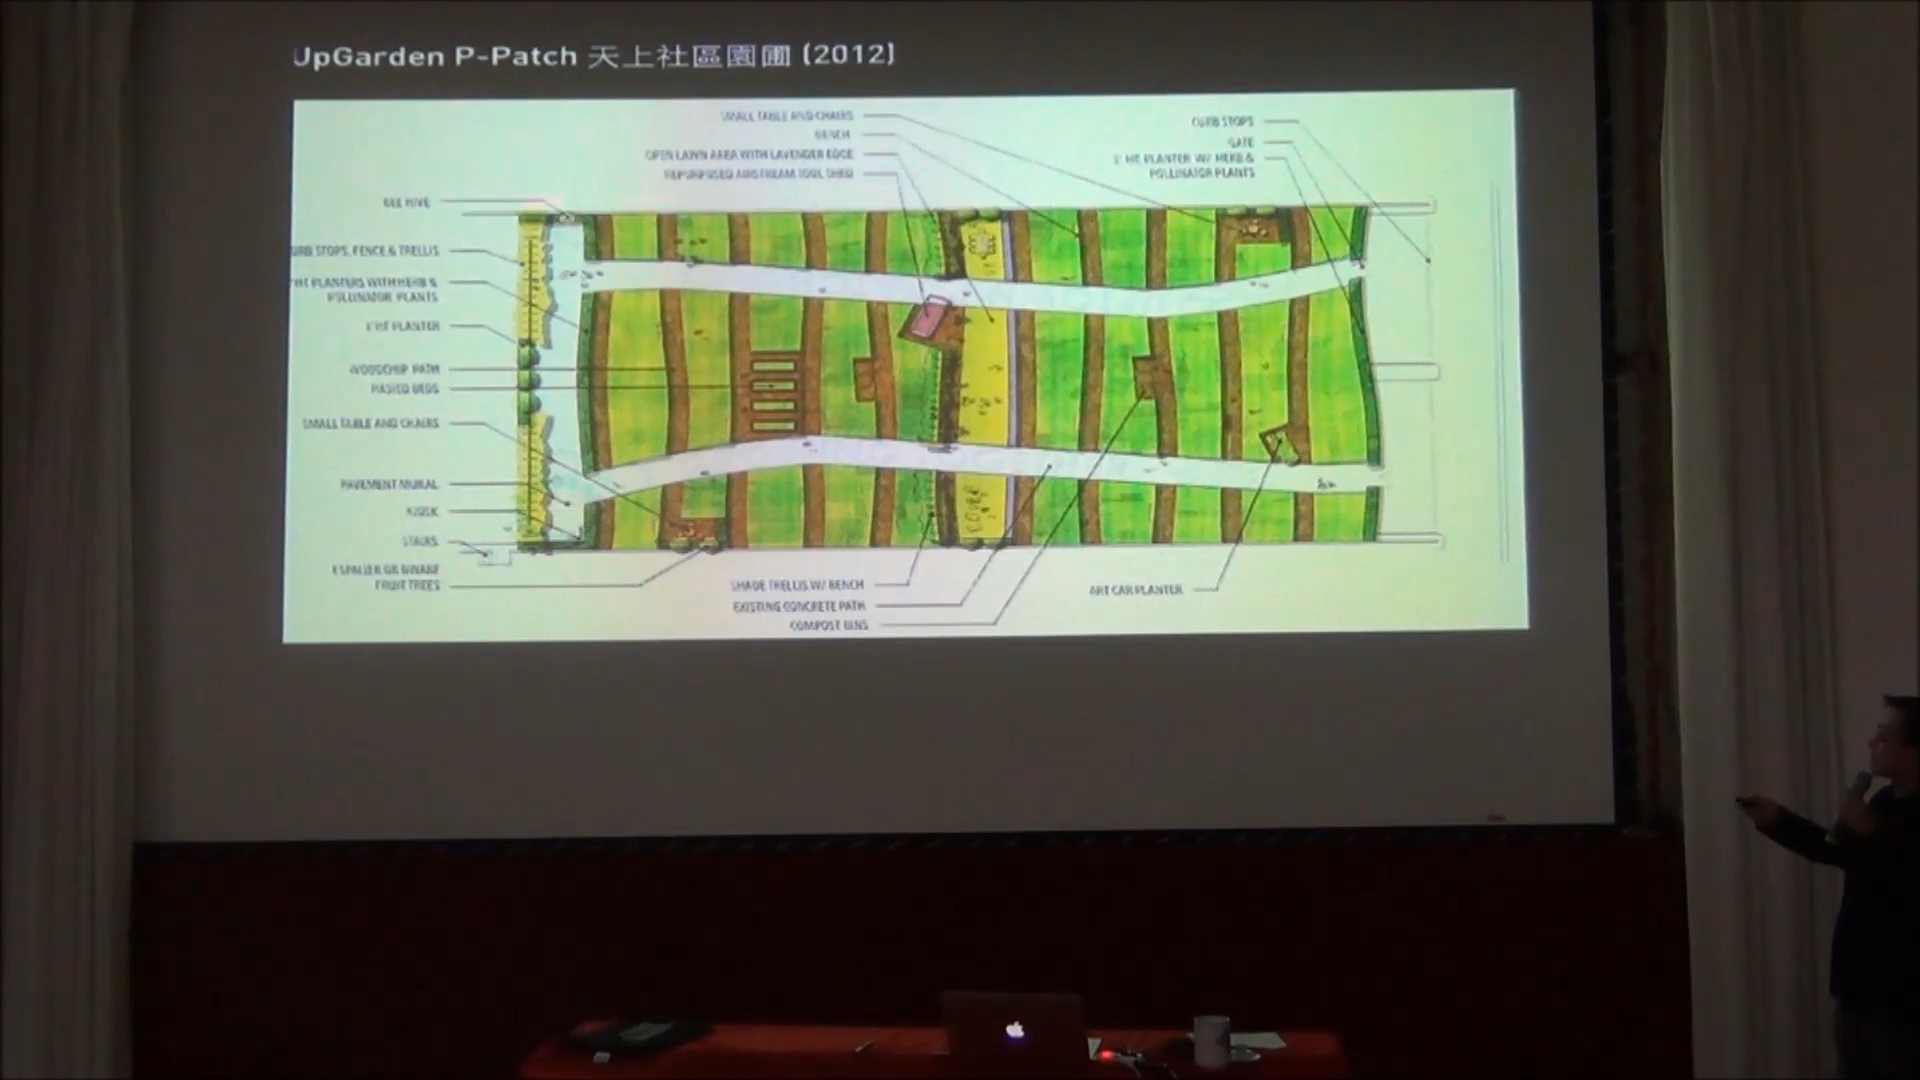 UpGarden P-Patch 天上社區園圃 (2012)
SMALL TABLE AND CHAIRS
BENCH
OPEN LAWN AREA WITH LAVENDER EDGE
REPURPOSED AIRSTREAM TOOL SHED
CURB STOPS
GATE
HT PLANTER W/ HERB &
POLLINATOR PLANTS
BEE HIVE
URB STOPS, FENCE & TRELLIS
HT PLANTERS WITH HERB &
POLLINATOR PLANTS
HT PLANTER
WOODCHIP PATH
RAISED BEDS
SMALL TABLE AND CHAIRS
PAVEMENT MURAL
KIOSK
STAIRS
ESPALIER OR DWARF
FRUIT TREES
SHADE TRELLIS W/ BENCH
EXISTING CONCRETE PATH
COMPOST BINS
ART CAR PLANTER